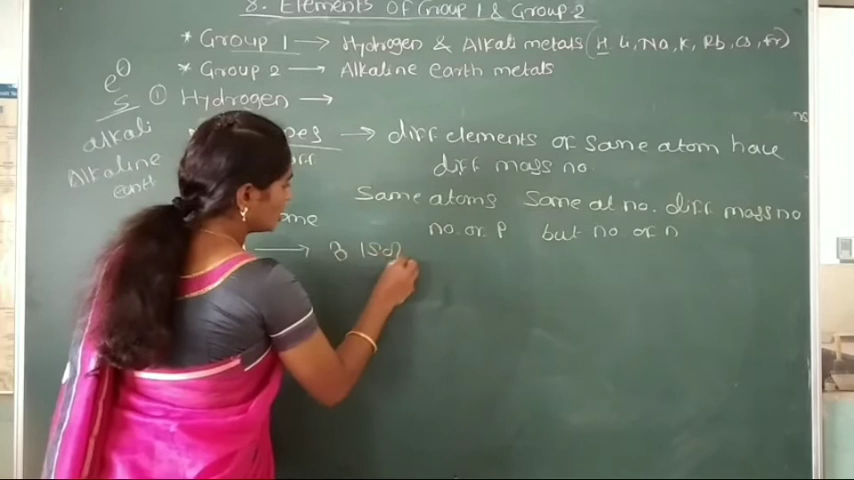 8. Elements of Group 1 & Group 2
* Group 1 → Hydrogen & Alkali metals (H, Li, Na, K, Rb, Cs, Fr)
* Group 2 → Alkaline earth metals
① Hydrogen →
→ diff elements of same atom have
diff mass no.
Same atoms Same at no. diff mass no
no. of P but no of n
→ 3 iso
alkali
Alkaline
earth